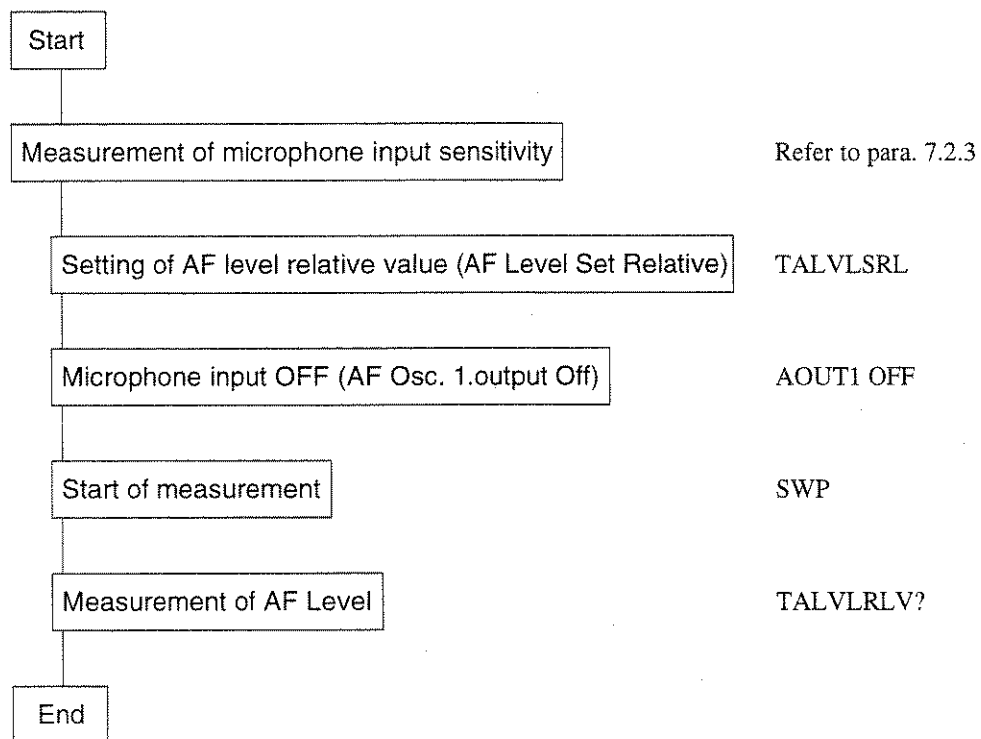 Start
Measurement of microphone input sensitivity Refer to para. 7.2.3
Setting of AF level relative value (AF Level Set Relative) TALVLSRL
Microphone input OFF (AF Osc. 1.output Off) AOUT1 OFF
Start of measurement SWP
Measurement of AF Level TALVLRLV?
End